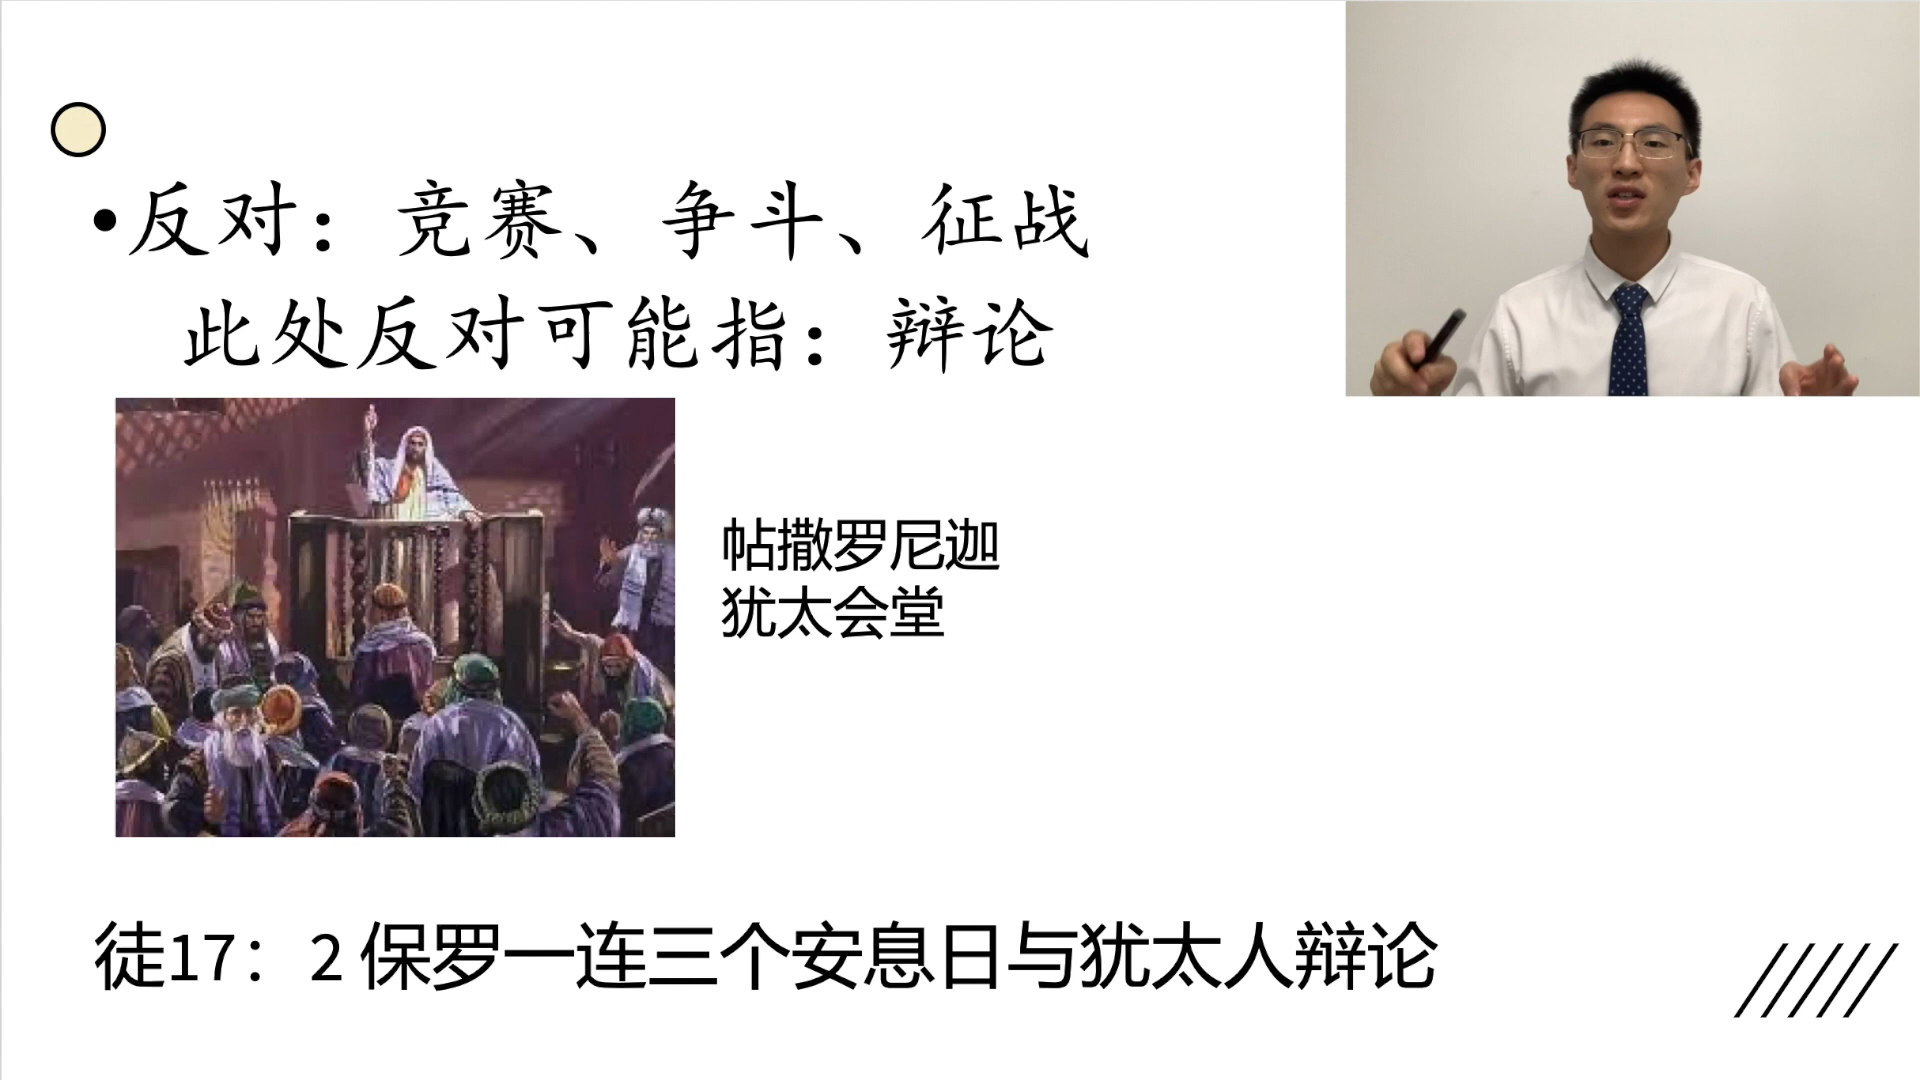 •反对：竞赛、争斗、征战
此处反对可能指：辩论
帖撒罗尼迦
犹太会堂
徒17：2 保罗一连三个安息日与犹太人辩论